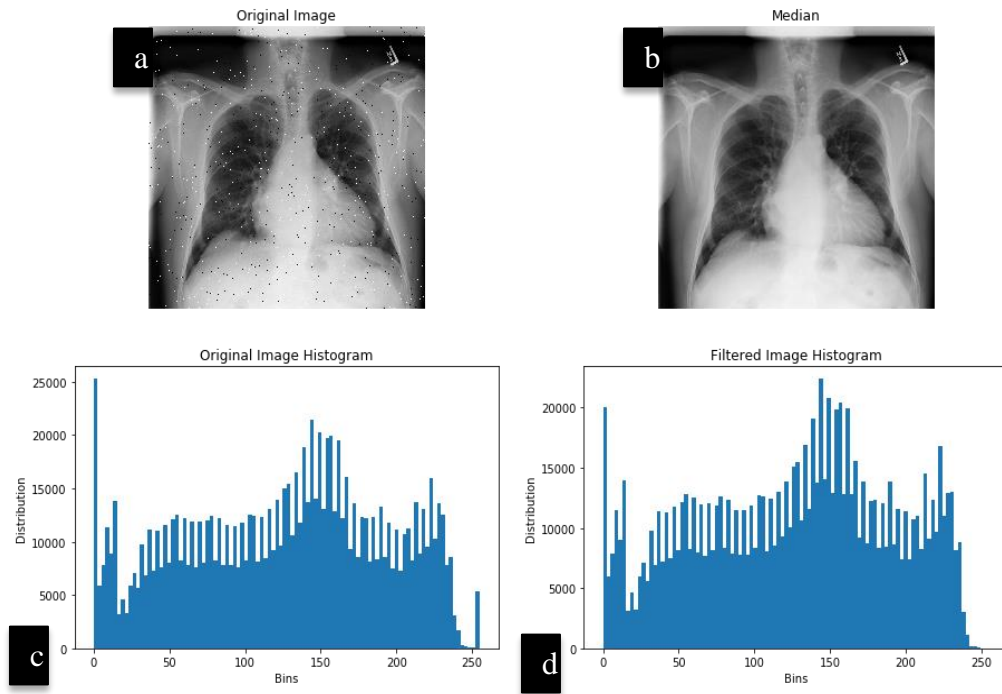 Original Image
a
Median
b
Original Image Histogram
Distribution
25000
20000
15000
10000
5000
0
0 50 100 150 200 250
Bins
c
Filtered Image Histogram
Distribution
20000
15000
10000
5000
0
0 50 100 150 200 250
Bins
d